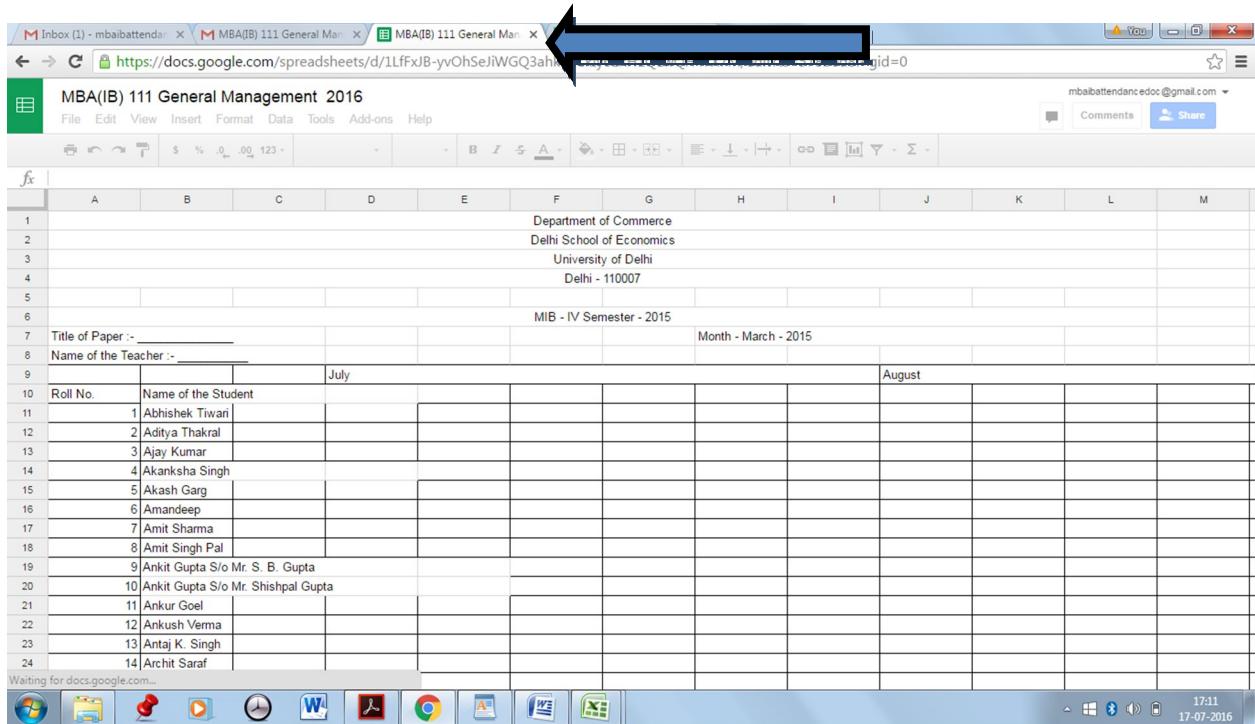 Inbox (1) - mbaibattendan
MBA(IB) 111 General Man
MBA(IB) 111 General Man
You
https://docs.google.com/spreadsheets/d/1LfFxJB-yvOhSeJiWGQ3ahk
gid=0
MBA(IB) 111 General Management 2016
mbaibattendancedoc@gmail.com
File Edit View Insert Format Data Tools Add-ons Help
Comments
Share
$ % .0 .00 123
B I S A
fx
A B C D E F G H I J K L M
1 Department of Commerce
2 Delhi School of Economics
3 University of Delhi
4 Delhi - 110007
5
6 MIB - IV Semester - 2015
7 Title of Paper :- ______________ Month - March - 2015
8 Name of the Teacher :- __________
9 July August
10 Roll No. Name of the Student
11 1 Abhishek Tiwari
12 2 Aditya Thakral
13 3 Ajay Kumar
14 4 Akanksha Singh
15 5 Akash Garg
16 6 Amandeep
17 7 Amit Sharma
18 8 Amit Singh Pal
19 9 Ankit Gupta S/o Mr. S. B. Gupta
20 10 Ankit Gupta S/o Mr. Shishpal Gupta
21 11 Ankur Goel
22 12 Ankush Verma
23 13 Antaj K. Singh
24 14 Archit Saraf
Waiting for docs.google.com...
17:11
17-07-2016